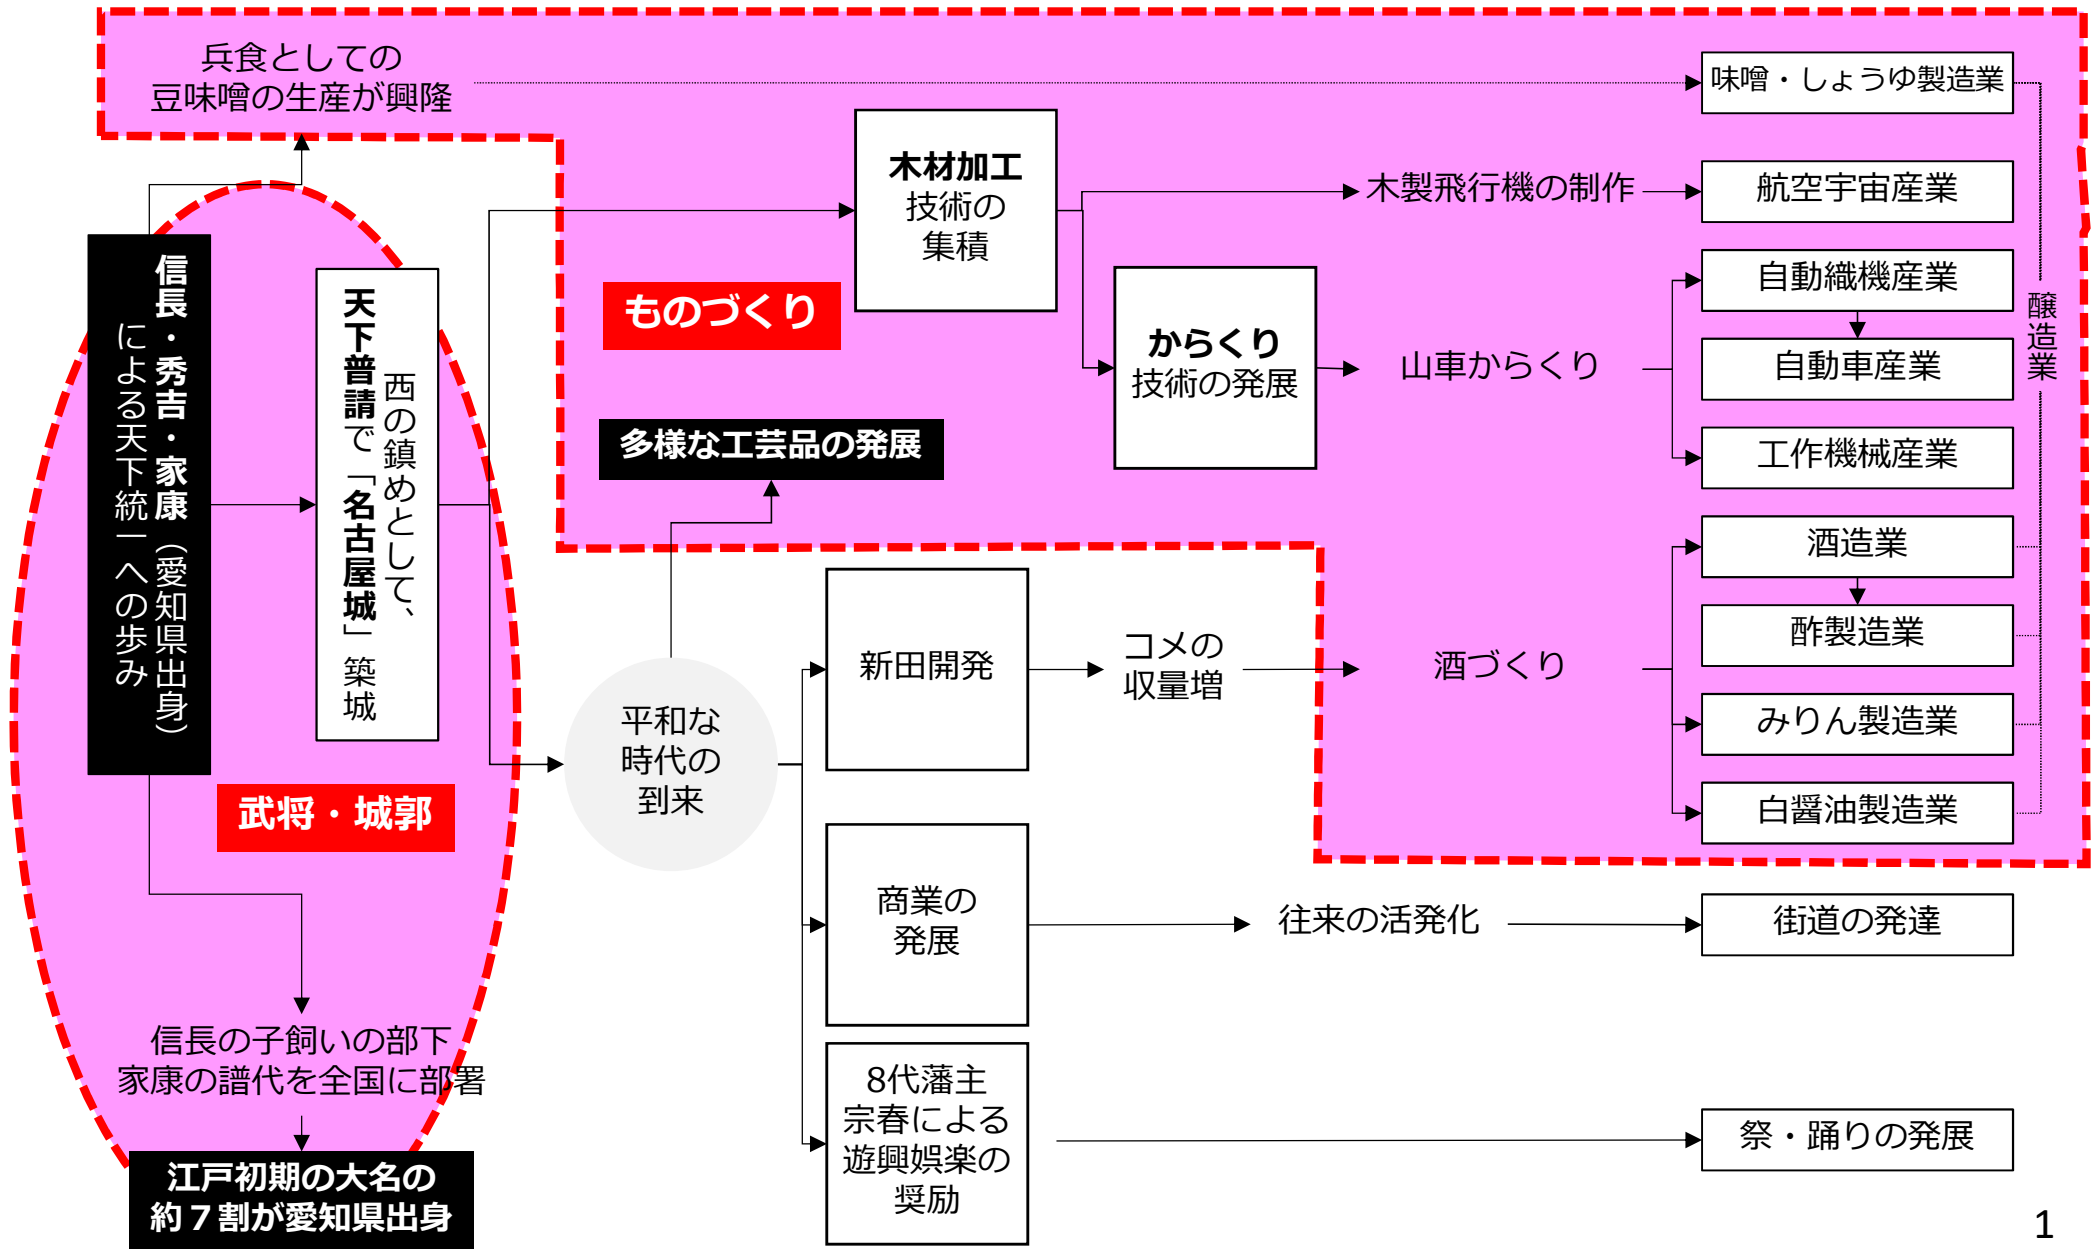 兵食としての
豆味噌の生産が興隆
味噌・しょうゆ製造業
木材加工
技術の
集積
木製飛行機の制作
航空宇宙産業
信長・秀吉・家康（愛知県出身）
による天下統一への歩み
西の鎮めとして、
天下普請で「名古屋城」築城
ものづくり
からくり
技術の発展
山車からくり
自動織機産業
自動車産業
工作機械産業
醸造業
多様な工芸品の発展
酒造業
酢製造業
みりん製造業
白醤油製造業
新田開発
コメの
収量増
酒づくり
平和な
時代の
到来
武将・城郭
商業の
発展
往来の活発化
街道の発達
信長の子飼いの部下
家康の譜代を全国に部署
8代藩主
宗春による
遊興娯楽の
奨励
祭・踊りの発展
江戸初期の大名の
約７割が愛知県出身
1